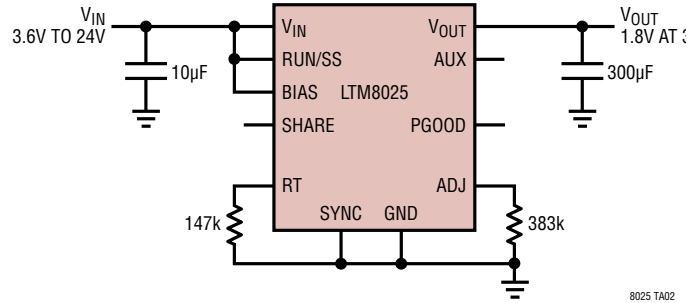 VIN
3.6V TO 24V
10µF
VIN
RUN/SS
BIAS
SHARE
RT
LTM8025
VOUT
AUX
PGOOD
ADJ
SYNC GND
VOUT
1.8V AT 3
300µF
147k
383k
8025 TA02